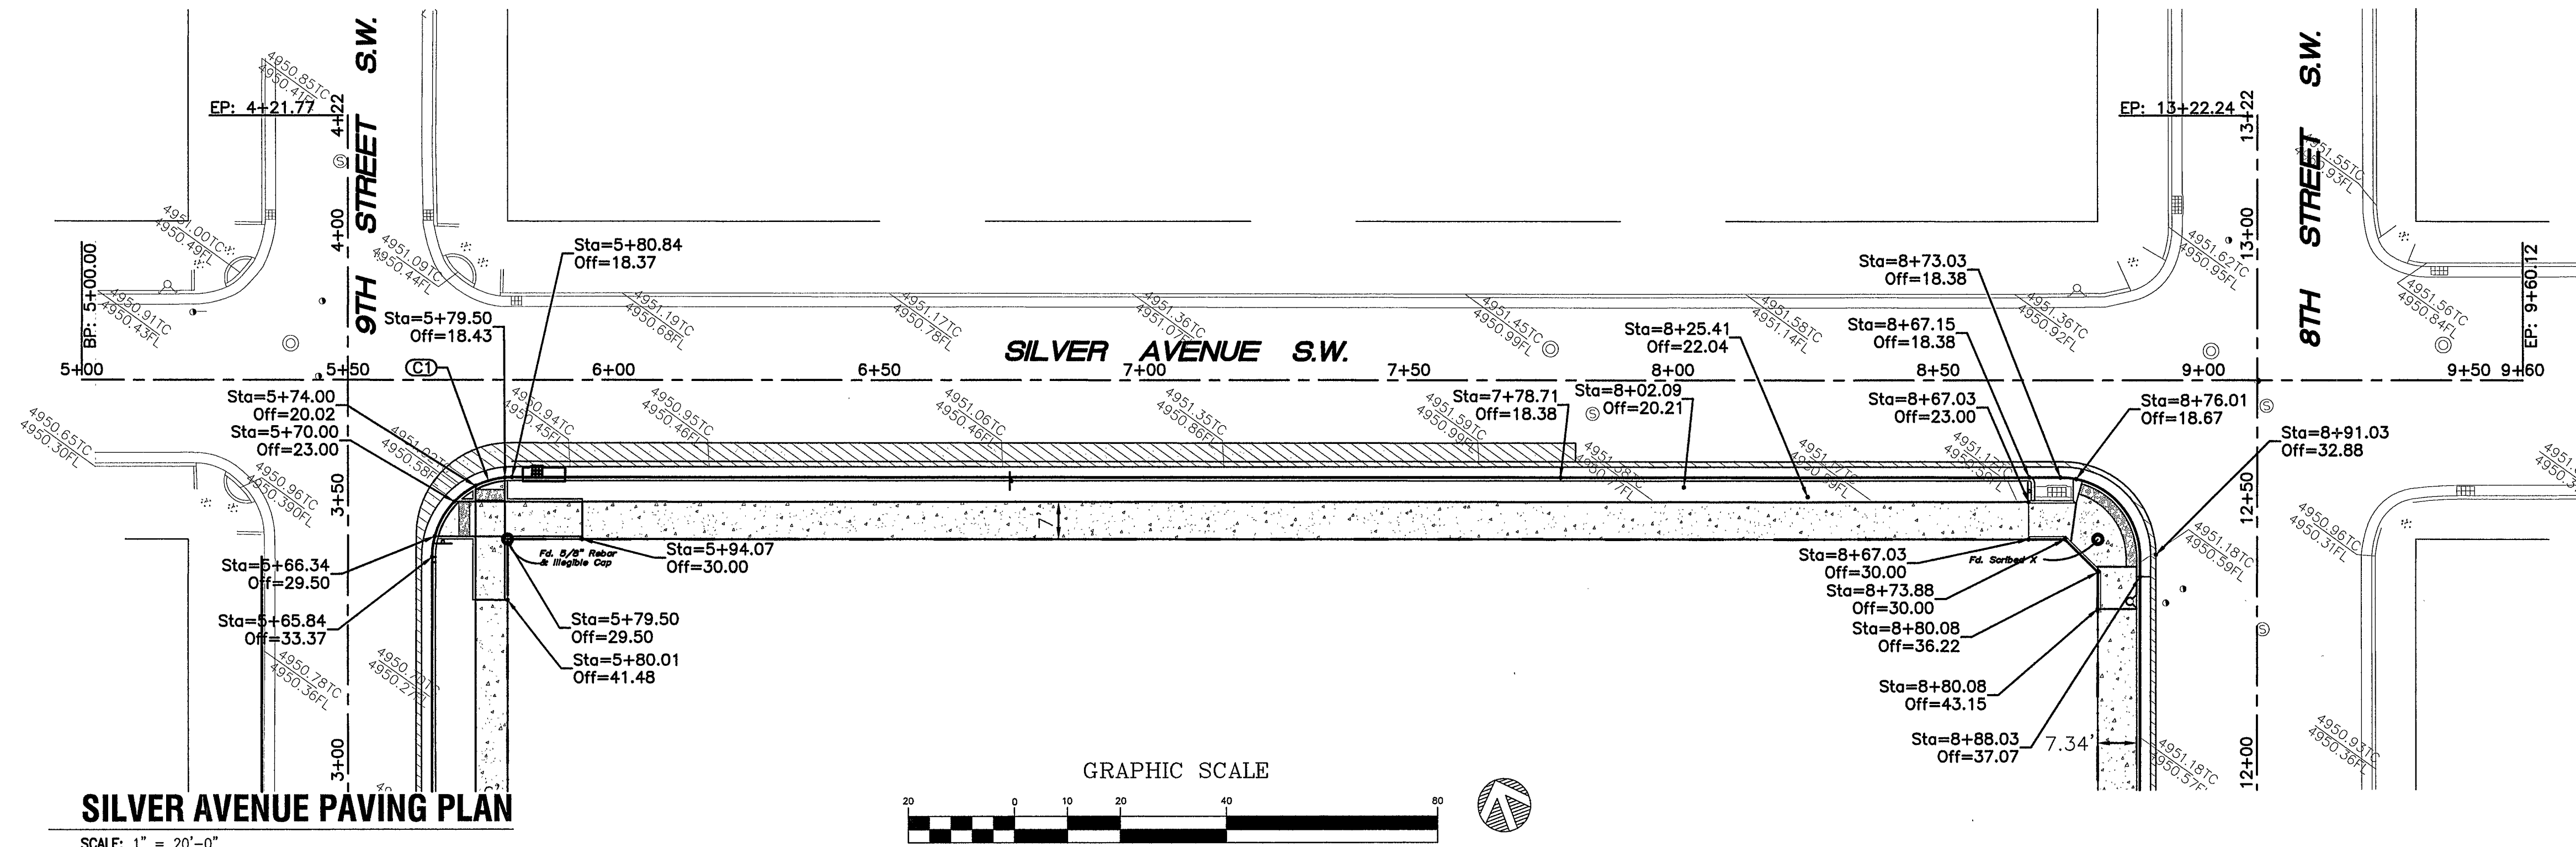 4950.85TC
4950.41FL
EP: 4+21.77
4+22
9TH STREET S.W.
4+00
4951.00TC
4950.49FL
4951.09TC
4950.44FL
BP: 5+00.00
4950.91TC
4950.43FL
Sta=5+80.84
Off=18.37
Sta=5+79.50
Off=18.43
4951.19TC
4950.68FL
4951.17TC
4950.78FL
4951.36TC
4951.07FL
4951.45TC
4950.99FL
4951.58TC
4951.14FL
4951.36TC
4950.92FL
EP: 13+22.24
13+22
8TH STREET S.W.
13+00
4951.55TC
4951.62TC
4950.95FL
4951.56TC
4950.84FL
EP: 9+60.12
Sta=8+73.03
Off=18.38
Sta=8+67.15
Off=18.38
Sta=8+25.41
Off=22.04
SILVER AVENUE S.W.
5+00
5+50
C1
6+00
6+50
7+00
7+50
8+00
8+50
9+00
9+50
9+60
Sta=5+74.00
Off=20.02
Sta=5+70.00
Off=23.00
4950.65TC
4950.30FL
4950.94TC
4950.45FL
4950.95TC
4950.46FL
4951.06TC
4950.46FL
4951.35TC
4950.86FL
4951.59TC
4950.99FL
Sta=7+78.71
Off=18.38
Sta=8+02.09
Off=20.21
Sta=8+67.03
Off=23.00
Sta=8+76.01
Off=18.67
Sta=8+91.03
Off=32.88
4950.96TC
3+50
12+50
7'
4950.96TC
4950.31FL
4951.18TC
4950.59FL
Fd. 5/8" Rebar
& Illegible Cap
Sta=5+94.07
Off=30.00
Sta=5+66.34
Off=29.50
Sta=5+65.84
Off=33.37
Sta=5+79.50
Off=29.50
Sta=5+80.01
Off=41.48
Fd. Scribed X
Sta=8+67.03
Off=30.00
Sta=8+73.88
Off=30.00
Sta=8+80.08
Off=36.22
Sta=8+80.08
Off=43.15
Sta=8+88.03
Off=37.07
7.34'
4950.78TC
4950.36FL
4951.18TC
4950.93TC
4950.36FL
3+00
12+00
SILVER AVENUE PAVING PLAN
SCALE: 1" = 20'-0"
GRAPHIC SCALE
20 0 10 20 40 80